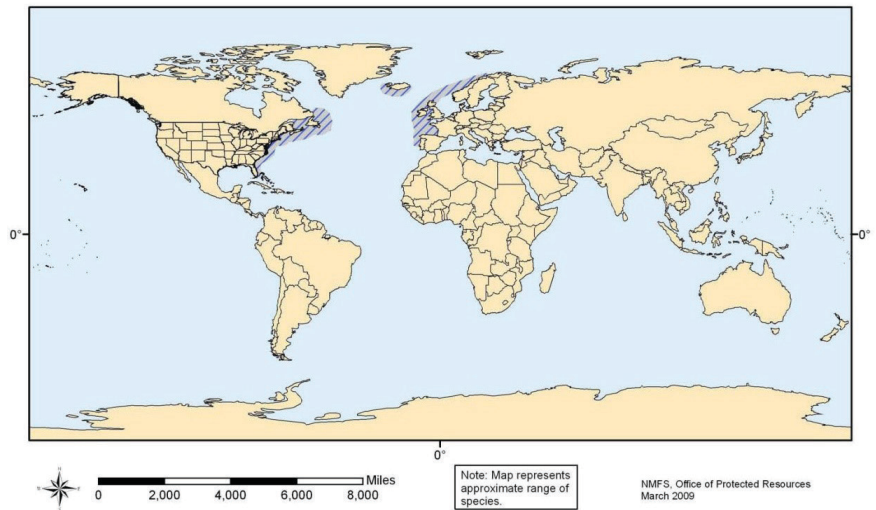 0°
0°
0°
Miles
0 2,000 4,000 6,000 8,000
Note: Map represents
approximate range of
species.
NMFS, Office of Protected Resources
March 2009